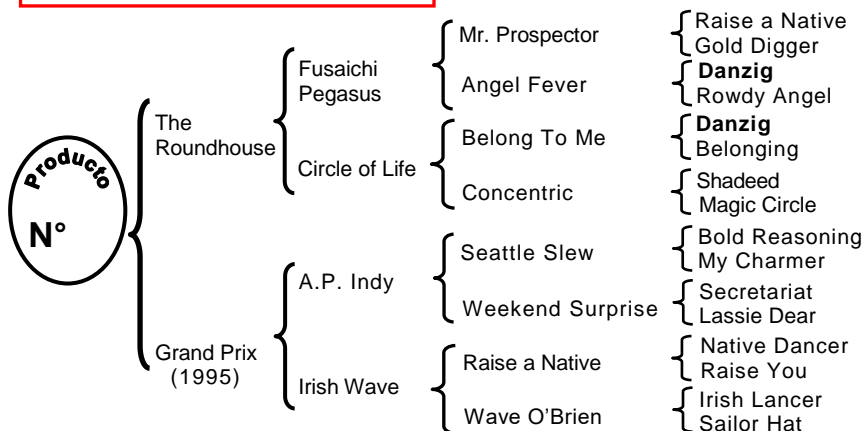 Producto
N°
The
Roundhouse
Grand Prix
(1995)
Fusaichi
Pegasus
Circle of Life
A.P. Indy
Irish Wave
Mr. Prospector
Angel Fever
Belong To Me
Concentric
Seattle Slew
Weekend Surprise
Raise a Native
Wave O'Brien
Raise a Native
Gold Digger
Danzig
Rowdy Angel
Danzig
Belonging
Shadeed
Magic Circle
Bold Reasoning
My Charmer
Secretariat
Lassie Dear
Native Dancer
Raise You
Irish Lancer
Sailor Hat